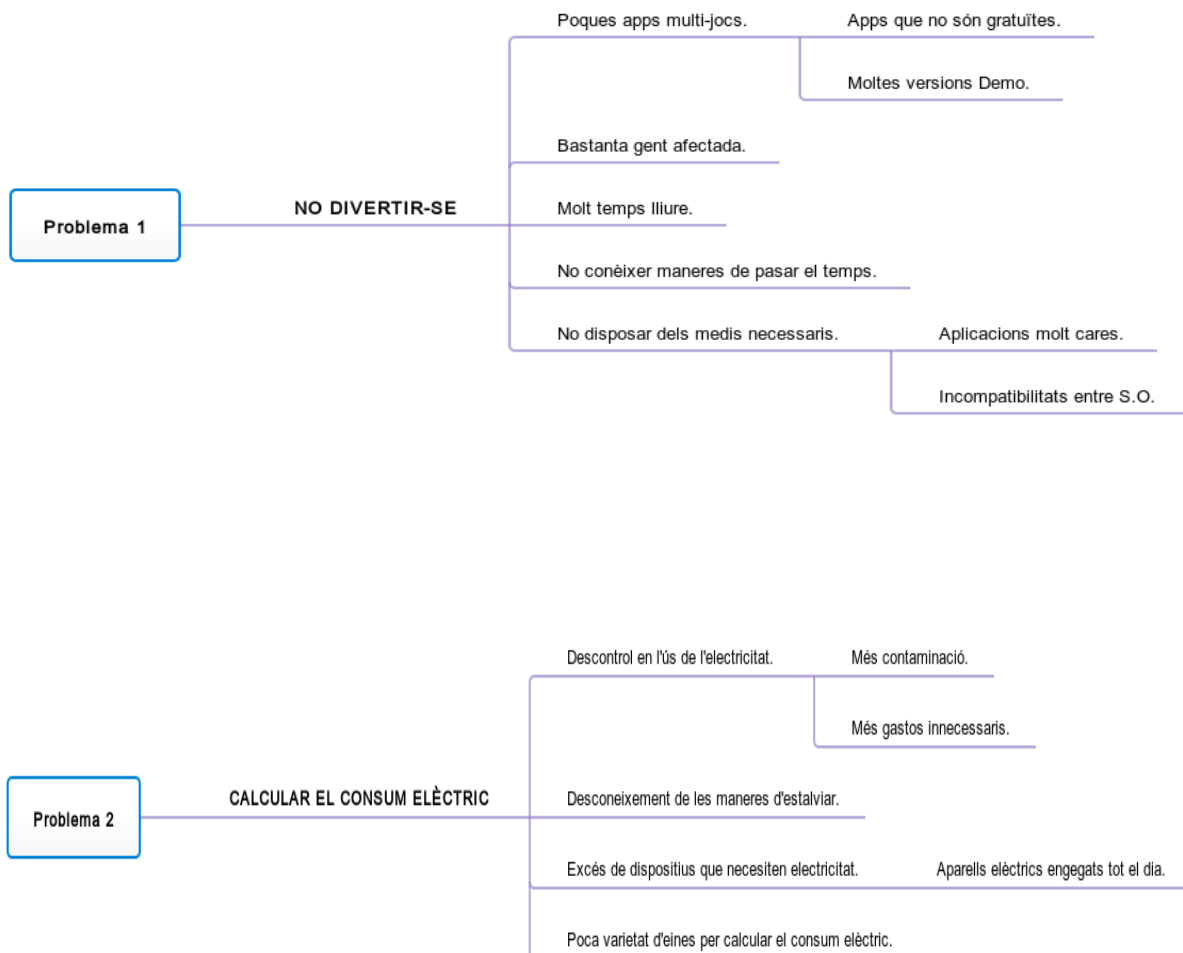 Problema 1
NO DIVERTIR-SE
Poques apps multi-jocs.
Apps que no són gratuïtes.
Moltes versions Demo.
Bastanta gent afectada.
Molt temps lliure.
No conèixer maneres de pasar el temps.
No disposar dels medis necessaris.
Aplicacions molt cares.
Incompatibilitats entre S.O.
Problema 2
CALCULAR EL CONSUM ELÈCTRIC
Descontrol en l'ús de l'electricitat.
Més contaminació.
Més gastos innecessaris.
Desconeixement de les maneres d'estalviar.
Excés de dispositius que necesiten electricitat.
Aparells elèctrics engegats tot el dia.
Poca varietat d'eines per calcular el consum elèctric.